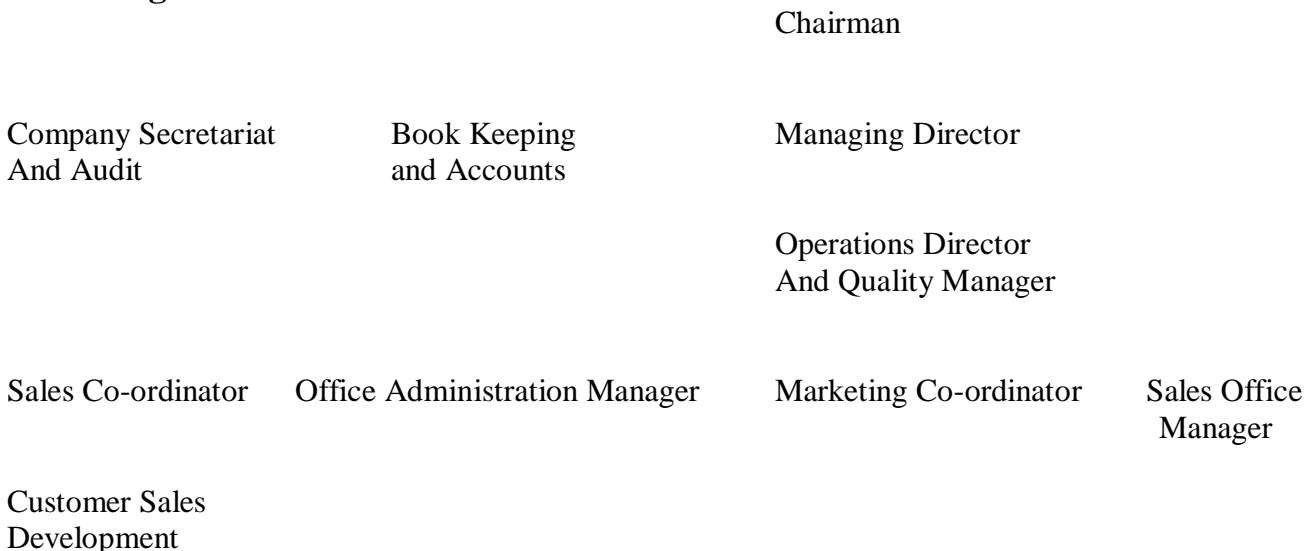 Chairman
Company Secretariat Book Keeping Managing Director
And Audit and Accounts
Operations Director
And Quality Manager
Sales Co-ordinator Office Administration Manager Marketing Co-ordinator Sales Office
Manager
Customer Sales
Development